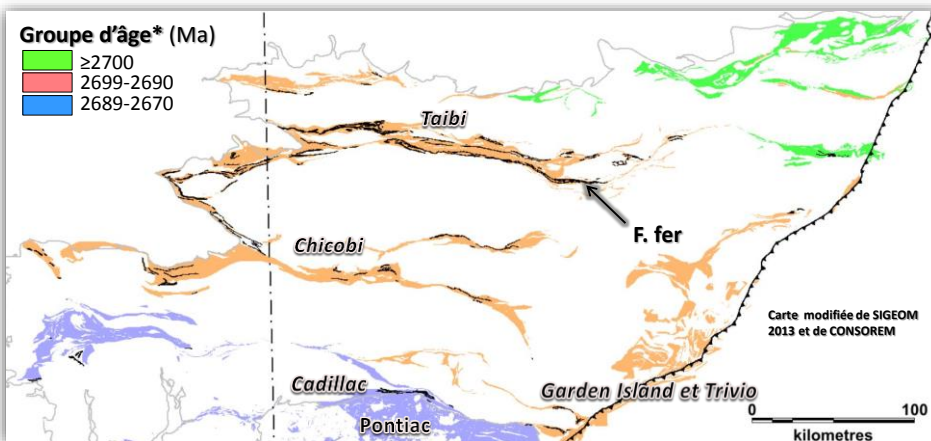 Groupe d'âge* (Ma)
≥2700
2699-2690
2689-2670
Taibi
F. fer
Chicobi
Carte modifiée de SIGEOM
2013 et de CONSOREM
Cadillac
Garden Island et Trivio
Pontiac
0 100
kilometres